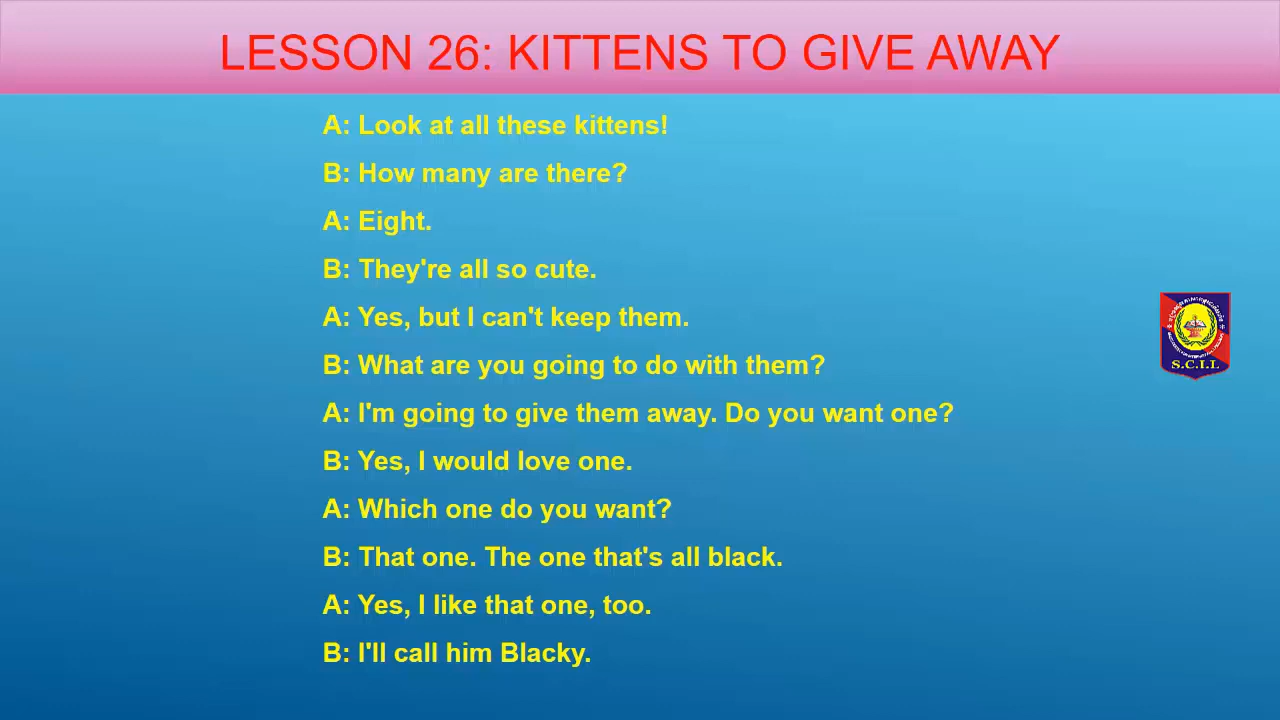 LESSON 26: KITTENS TO GIVE AWAY
A: Look at all these kittens!
B: How many are there?
A: Eight.
B: They're all so cute.
A: Yes, but I can't keep them.
B: What are you going to do with them?
A: I'm going to give them away. Do you want one?
B: Yes, I would love one.
A: Which one do you want?
B: That one. The one that's all black.
A: Yes, I like that one, too.
B: I'll call him Blacky.
S.C.I.L